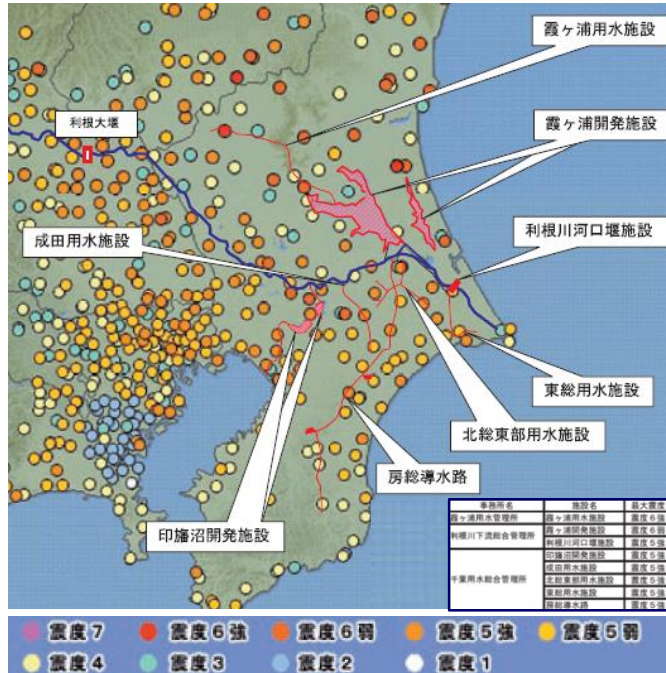 霞ヶ浦用水施設
霞ヶ浦開発施設
利根大堰
成田用水施設
利根川河口堰施設
東総用水施設
北総東部用水施設
房総導水路
印旛沼開発施設
事務所名 施設名 最大震度
霞ヶ浦用水管理所 霞ヶ浦用水施設 震度6強
利根川下流総合管理所 霞ヶ浦開発施設 震度6強
利根川河口堰施設 震度5強
千葉用水総合管理所 印旛沼開発施設 震度5強
成田用水施設 震度5強
北総東部用水施設 震度5強
東総用水施設 震度5強
房総導水路 震度5強
震度7 震度6強 震度6弱 震度5強 震度5弱
震度4 震度3 震度2 震度1